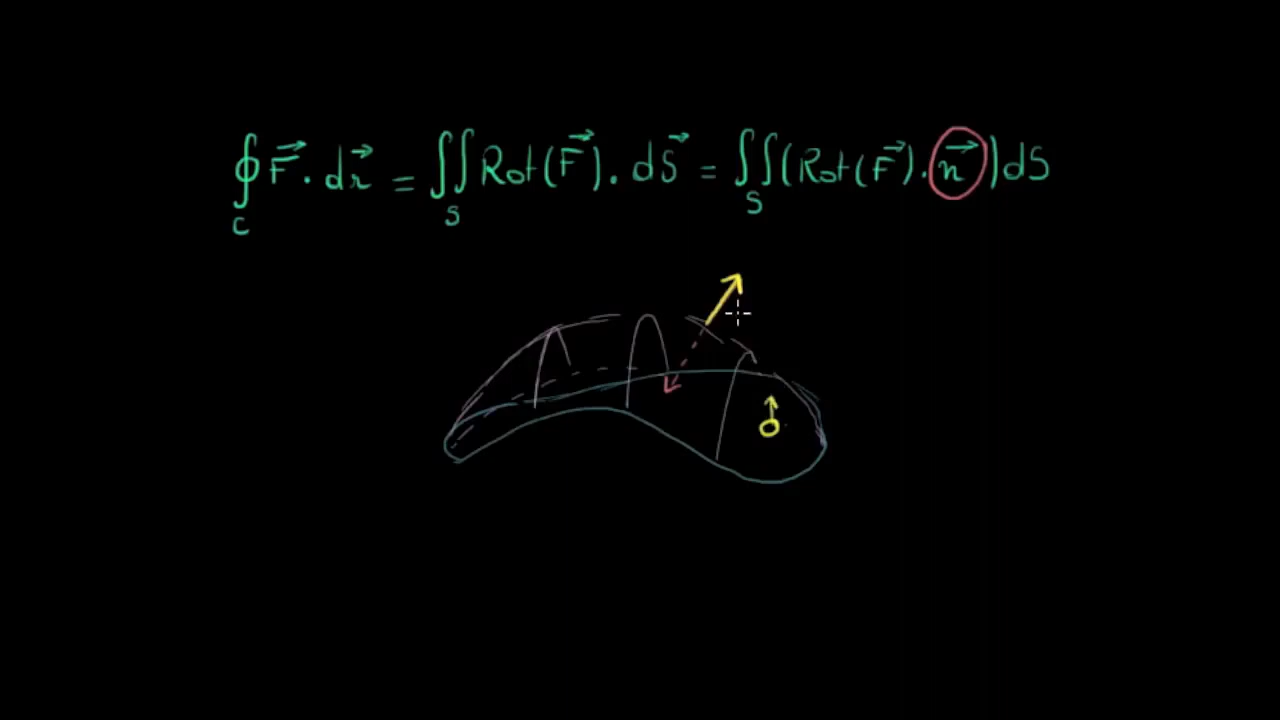 ∮_C F⃗ · dr⃗ = ∬_S Rot(F⃗) · dS⃗ = ∬_S (Rot(F⃗) · n⃗) dS